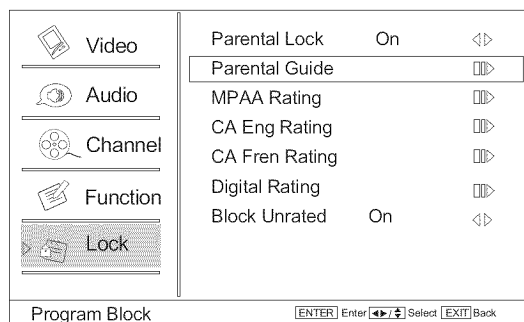 Video
Audio
Channel
Function
Lock
Parental Lock On
Parental Guide
MPAA Rating
CA Eng Rating
CA Fren Rating
Digital Rating
Block Unrated On
Program Block
ENTER Enter / Select EXIT Back